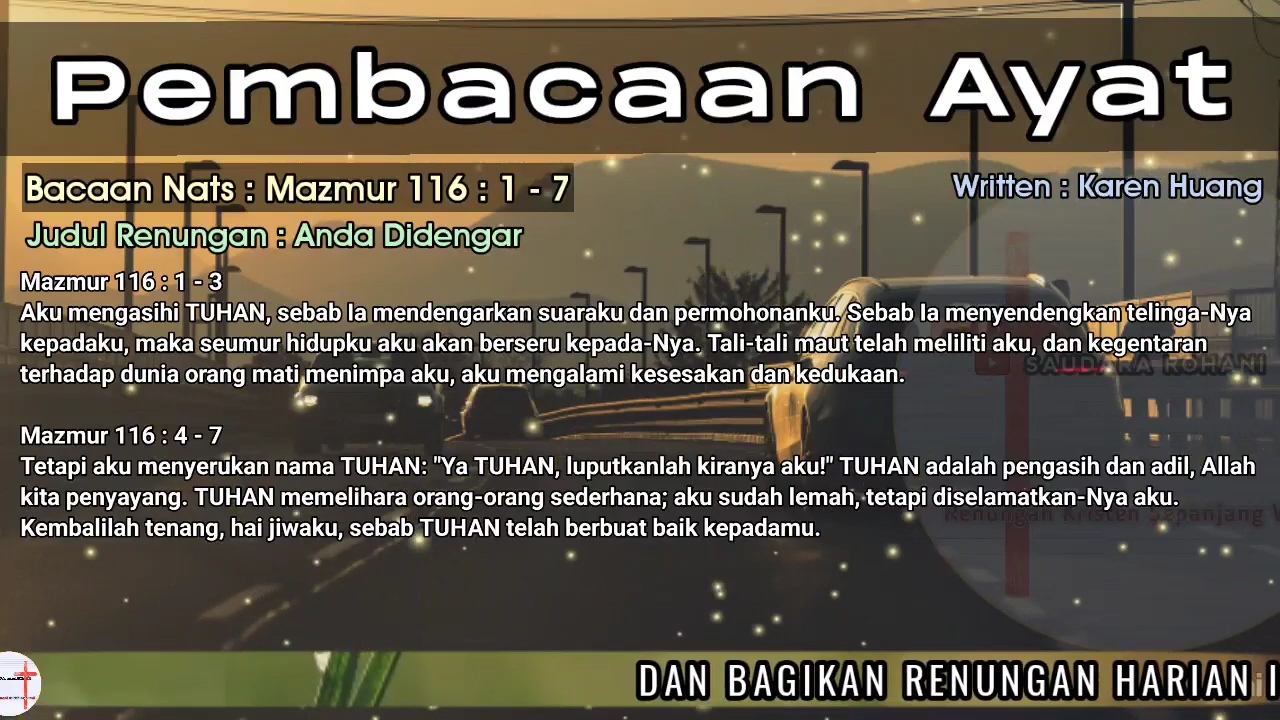 Pembacaan Ayat
Bacaan Nats : Mazmur 116 : 1 - 7
Written : Karen Huang
Judul Renungan : Anda Didengar
Mazmur 116 : 1 - 3
Aku mengasihi TUHAN, sebab Ia mendengarkan suaraku dan permohonanku. Sebab Ia menyendengkan telinga-Nya
kepadaku, maka seumur hidupku aku akan berseru kepada-Nya. Tali-tali maut telah meliliti aku, dan kegentaran
SAUDARA ROHANI
terhadap dunia orang mati menimpa aku, aku mengalami kesesakan dan kedukaan.
Mazmur 116 : 4 - 7
Tetapi aku menyerukan nama TUHAN: "Ya TUHAN, luputkanlah kiranya aku!" TUHAN adalah pengasih dan adil, Allah
kita penyayang. TUHAN memelihara orang-orang sederhana; aku sudah lemah, tetapi diselamatkan-Nya aku.
Renungan Kristen Sepanjang
Kembalilah tenang, hai jiwaku, sebab TUHAN telah berbuat baik kepadamu.
DAN BAGIKAN RENUNGAN HARIAN